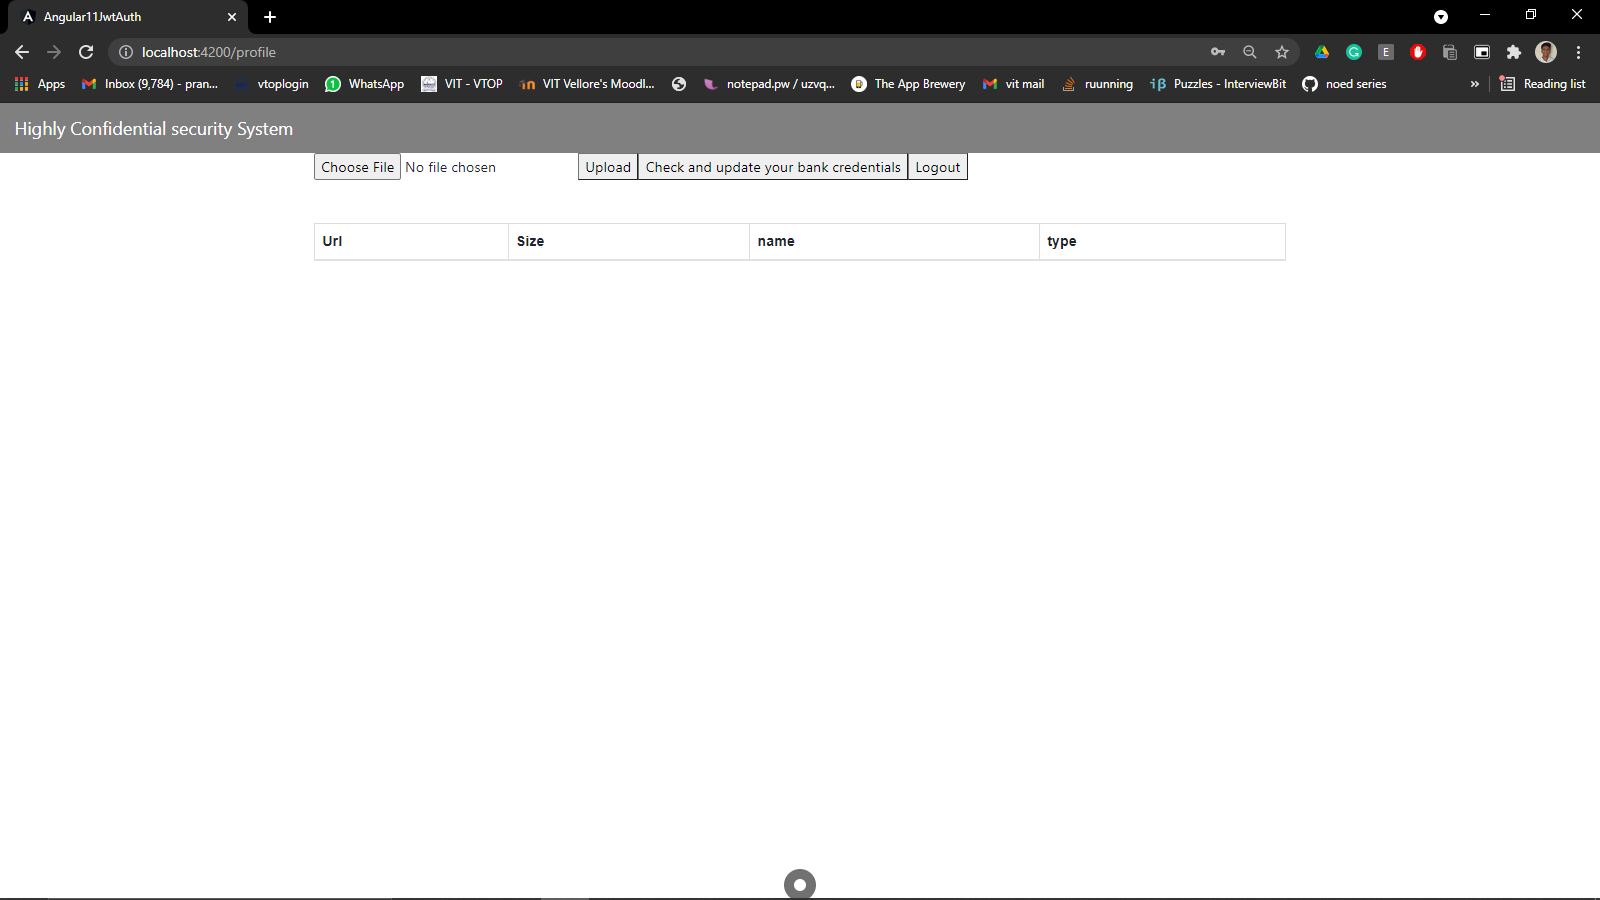 Angular11JwtAuth
localhost:4200/profile
Apps Inbox (9,784) - pran... vtoplogin WhatsApp VIT - VTOP VIT Vellore's Moodl... notepad.pw / uzvq... The App Brewery vit mail ruunning Puzzles - InterviewBit noed series » Reading list
Highly Confidential security System
Choose File No file chosen Upload Check and update your bank credentials Logout
Url Size name type